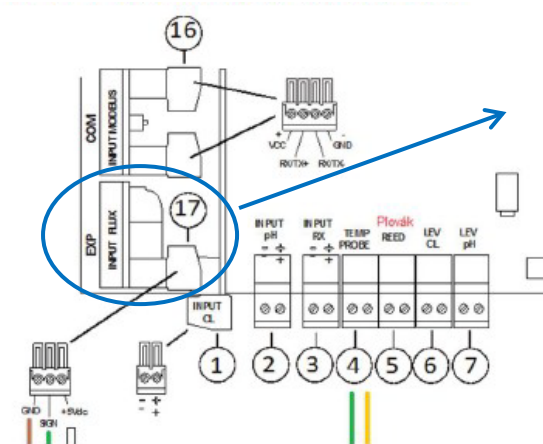 16
COM
INPUT MODBUS
+ -
VCC GND
RX/TX+ RX/TX-
EXP
INPUT FLUX
17
INPUT
pH
- +
- +
INPUT
RX
- +
+
TEMP
PROBE
Plovák
REED
LEV
CL
LEV
pH
INPUT
CL
1 2 3 4 5 6 7
GND +5Vdc
SIGN
- +
- +